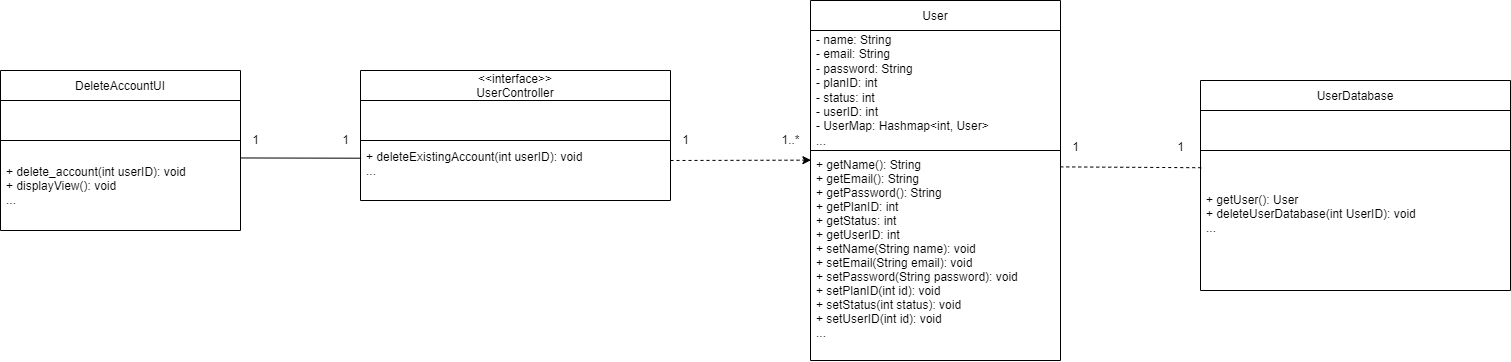 DeleteAccountUI
+ delete_account(int userID): void
+ displayView(): void
...
1
1
<<interface>>
UserController
+ deleteExistingAccount(int userID): void
...
1
1..*
User
- name: String
- email: String
- password: String
- planID: int
- status: int
- userID: int
- UserMap: Hashmap<int, User>
...
+ getName(): String
+ getEmail(): String
+ getPassword(): String
+ getPlanID: int
+ getStatus: int
+ getUserID: int
+ setName(String name): void
+ setEmail(String email): void
+ setPassword(String password): void
+ setPlanID(int id): void
+ setStatus(int status): void
+ setUserID(int id): void
...
1
1
UserDatabase
+ getUser(): User
+ deleteUserDatabase(int UserID): void
...